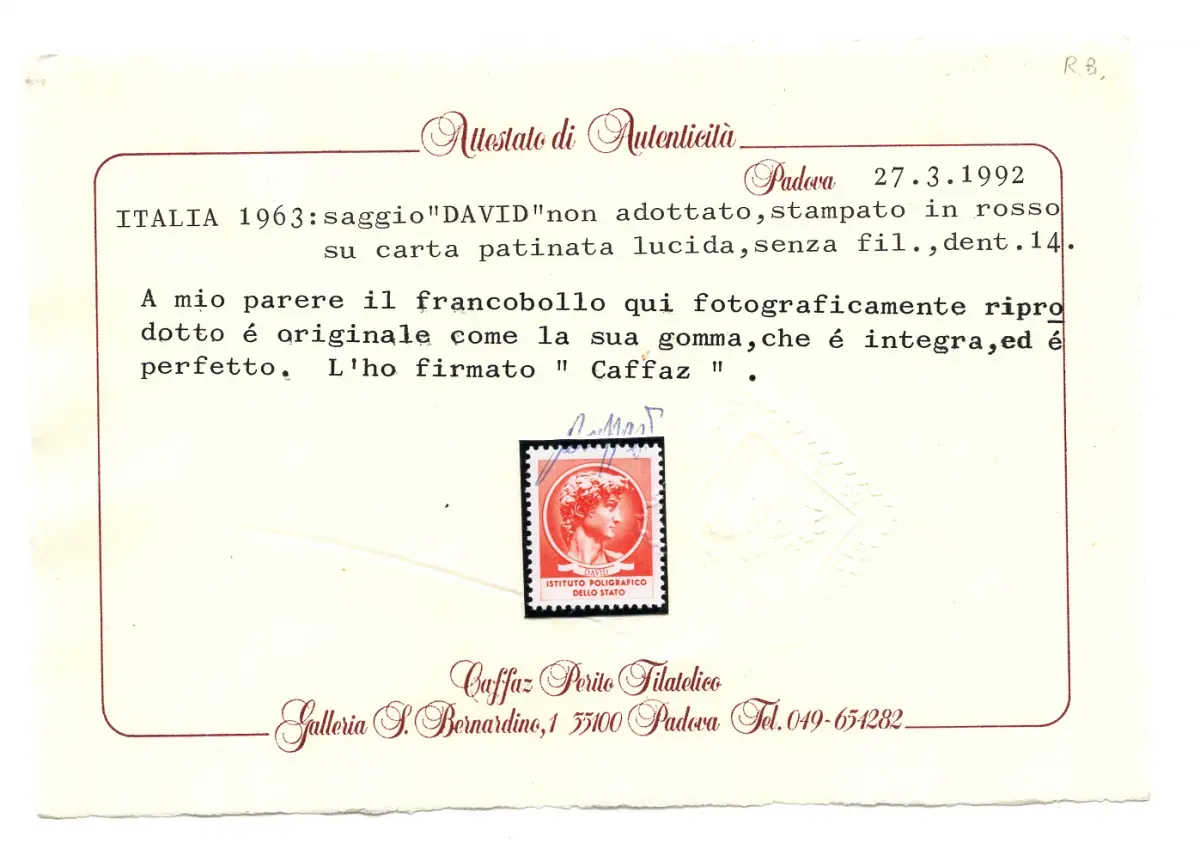 R B.
Attestato di Autenticità
Padova 27.3.1992
ITALIA 1963:saggio"DAVID"non adottato,stampato in rosso
su carta patinata lucida,senza fil.,dent.14.
A mio parere il francobollo qui fotograficamente ripro
dotto é originale come la sua gomma,che é integra,ed é
perfetto. L'ho firmato " Caffaz " .
Caffaz
DAVID
ISTITUTO POLIGRAFICO
DELLO STATO
Caffaz Perito Filatelico
Galleria S. Bernardino,1 35100 Padova Tel. 049-654282